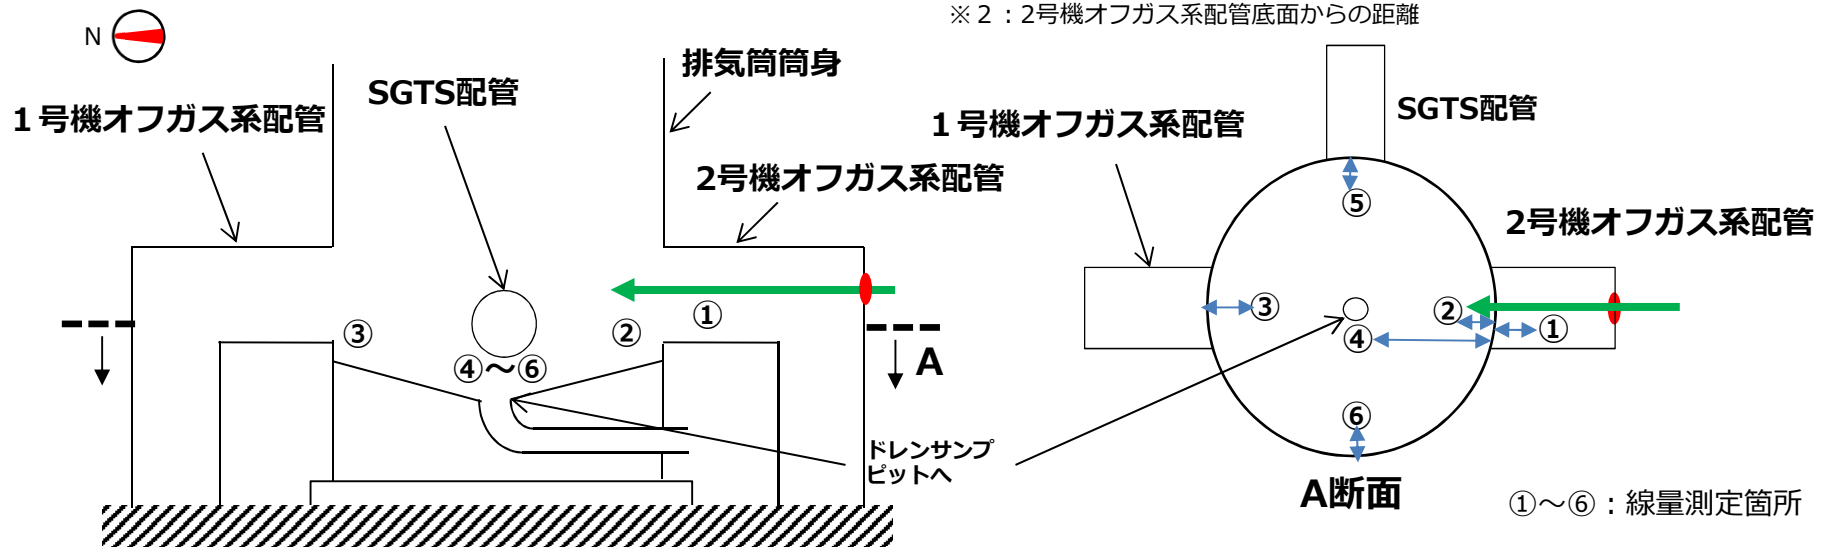 ※２：2号機オフガス系配管底面からの距離
N
排気筒筒身
SGTS配管
１号機オフガス系配管
2号機オフガス系配管
①
②
③
④～⑥
A
ドレンサンプ
ピットへ
SGTS配管
１号機オフガス系配管
2号機オフガス系配管
⑤
③
②
①
④
⑥
A断面
①～⑥：線量測定箇所